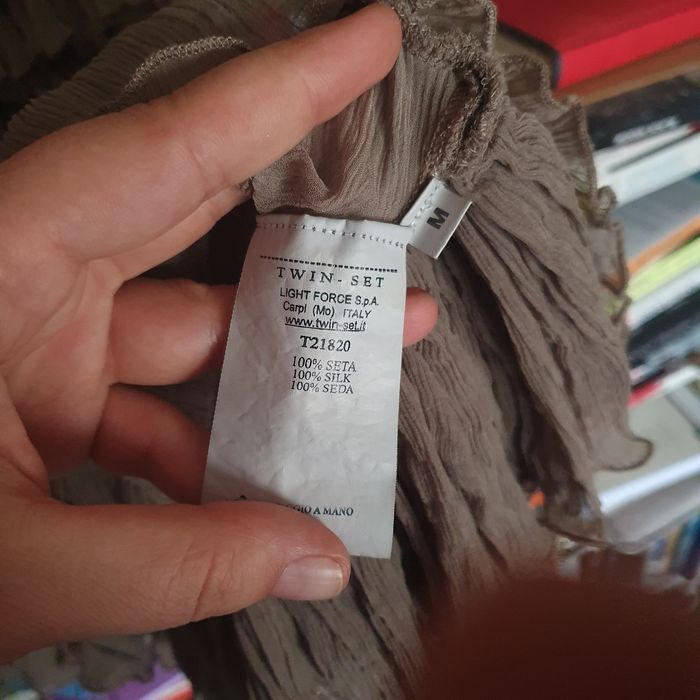 M
TWIN-SET
LIGHT FORCE S.p.A.
Carpi (Mo) ITALY
www.twin-set.it
T21820
100% SETA
100% SILK
100% SEDA
A MANO